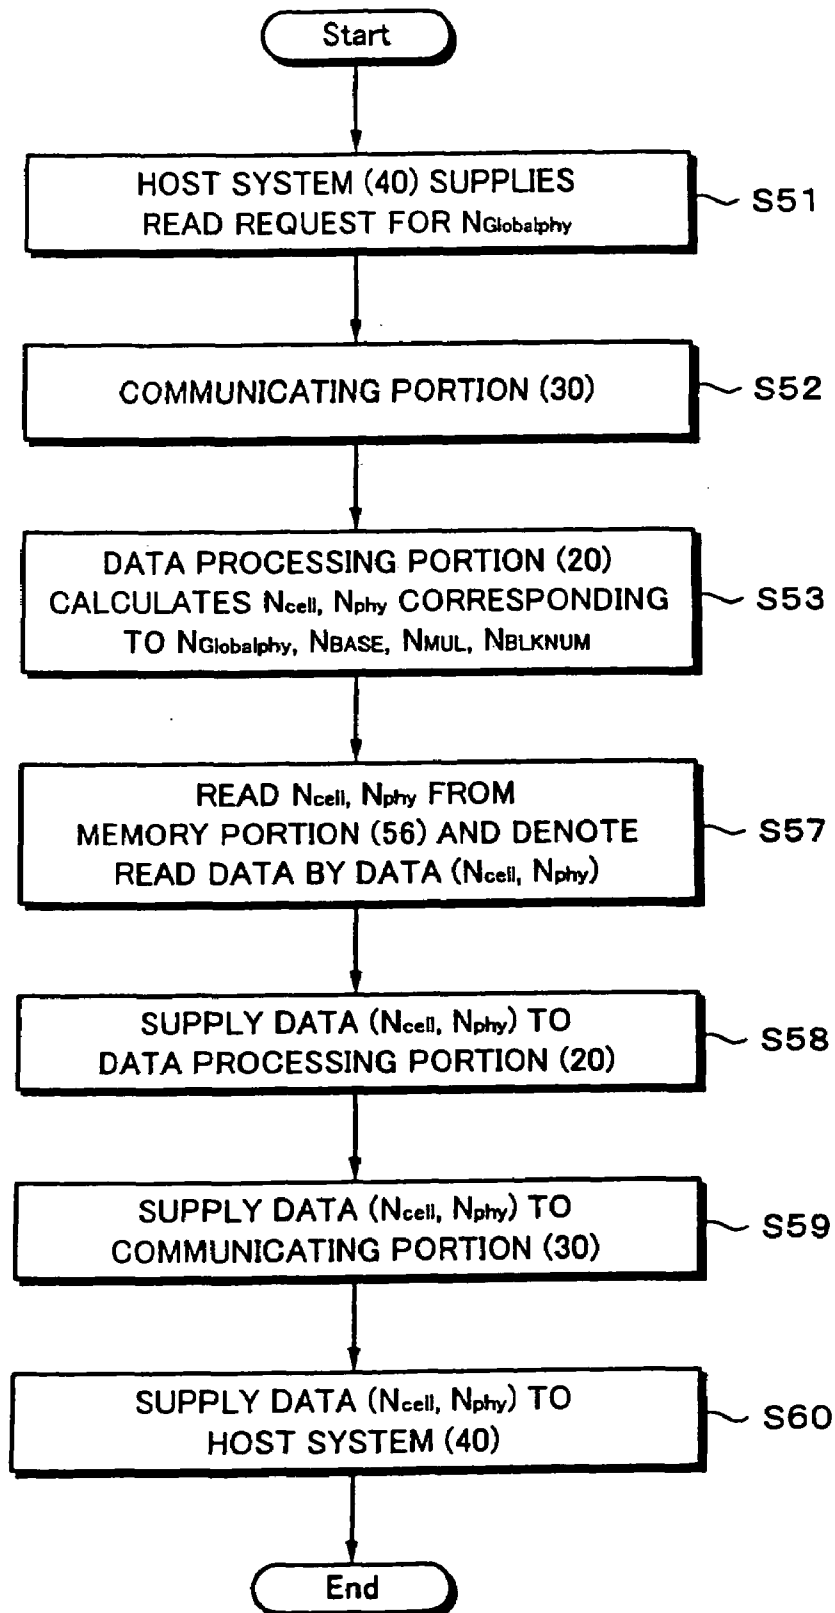 Start
HOST SYSTEM (40) SUPPLIES
READ REQUEST FOR NGlobalphy
S51
COMMUNICATING PORTION (30)
S52
DATA PROCESSING PORTION (20)
CALCULATES Ncell, Nphy CORRESPONDING
TO NGlobalphy, NBASE, NMUL, NBLKNUM
S53
READ Ncell, Nphy FROM
MEMORY PORTION (56) AND DENOTE
READ DATA BY DATA (Ncell, Nphy)
S57
SUPPLY DATA (Ncell, Nphy) TO
DATA PROCESSING PORTION (20)
S58
SUPPLY DATA (Ncell, Nphy) TO
COMMUNICATING PORTION (30)
S59
SUPPLY DATA (Ncell, Nphy) TO
HOST SYSTEM (40)
S60
End